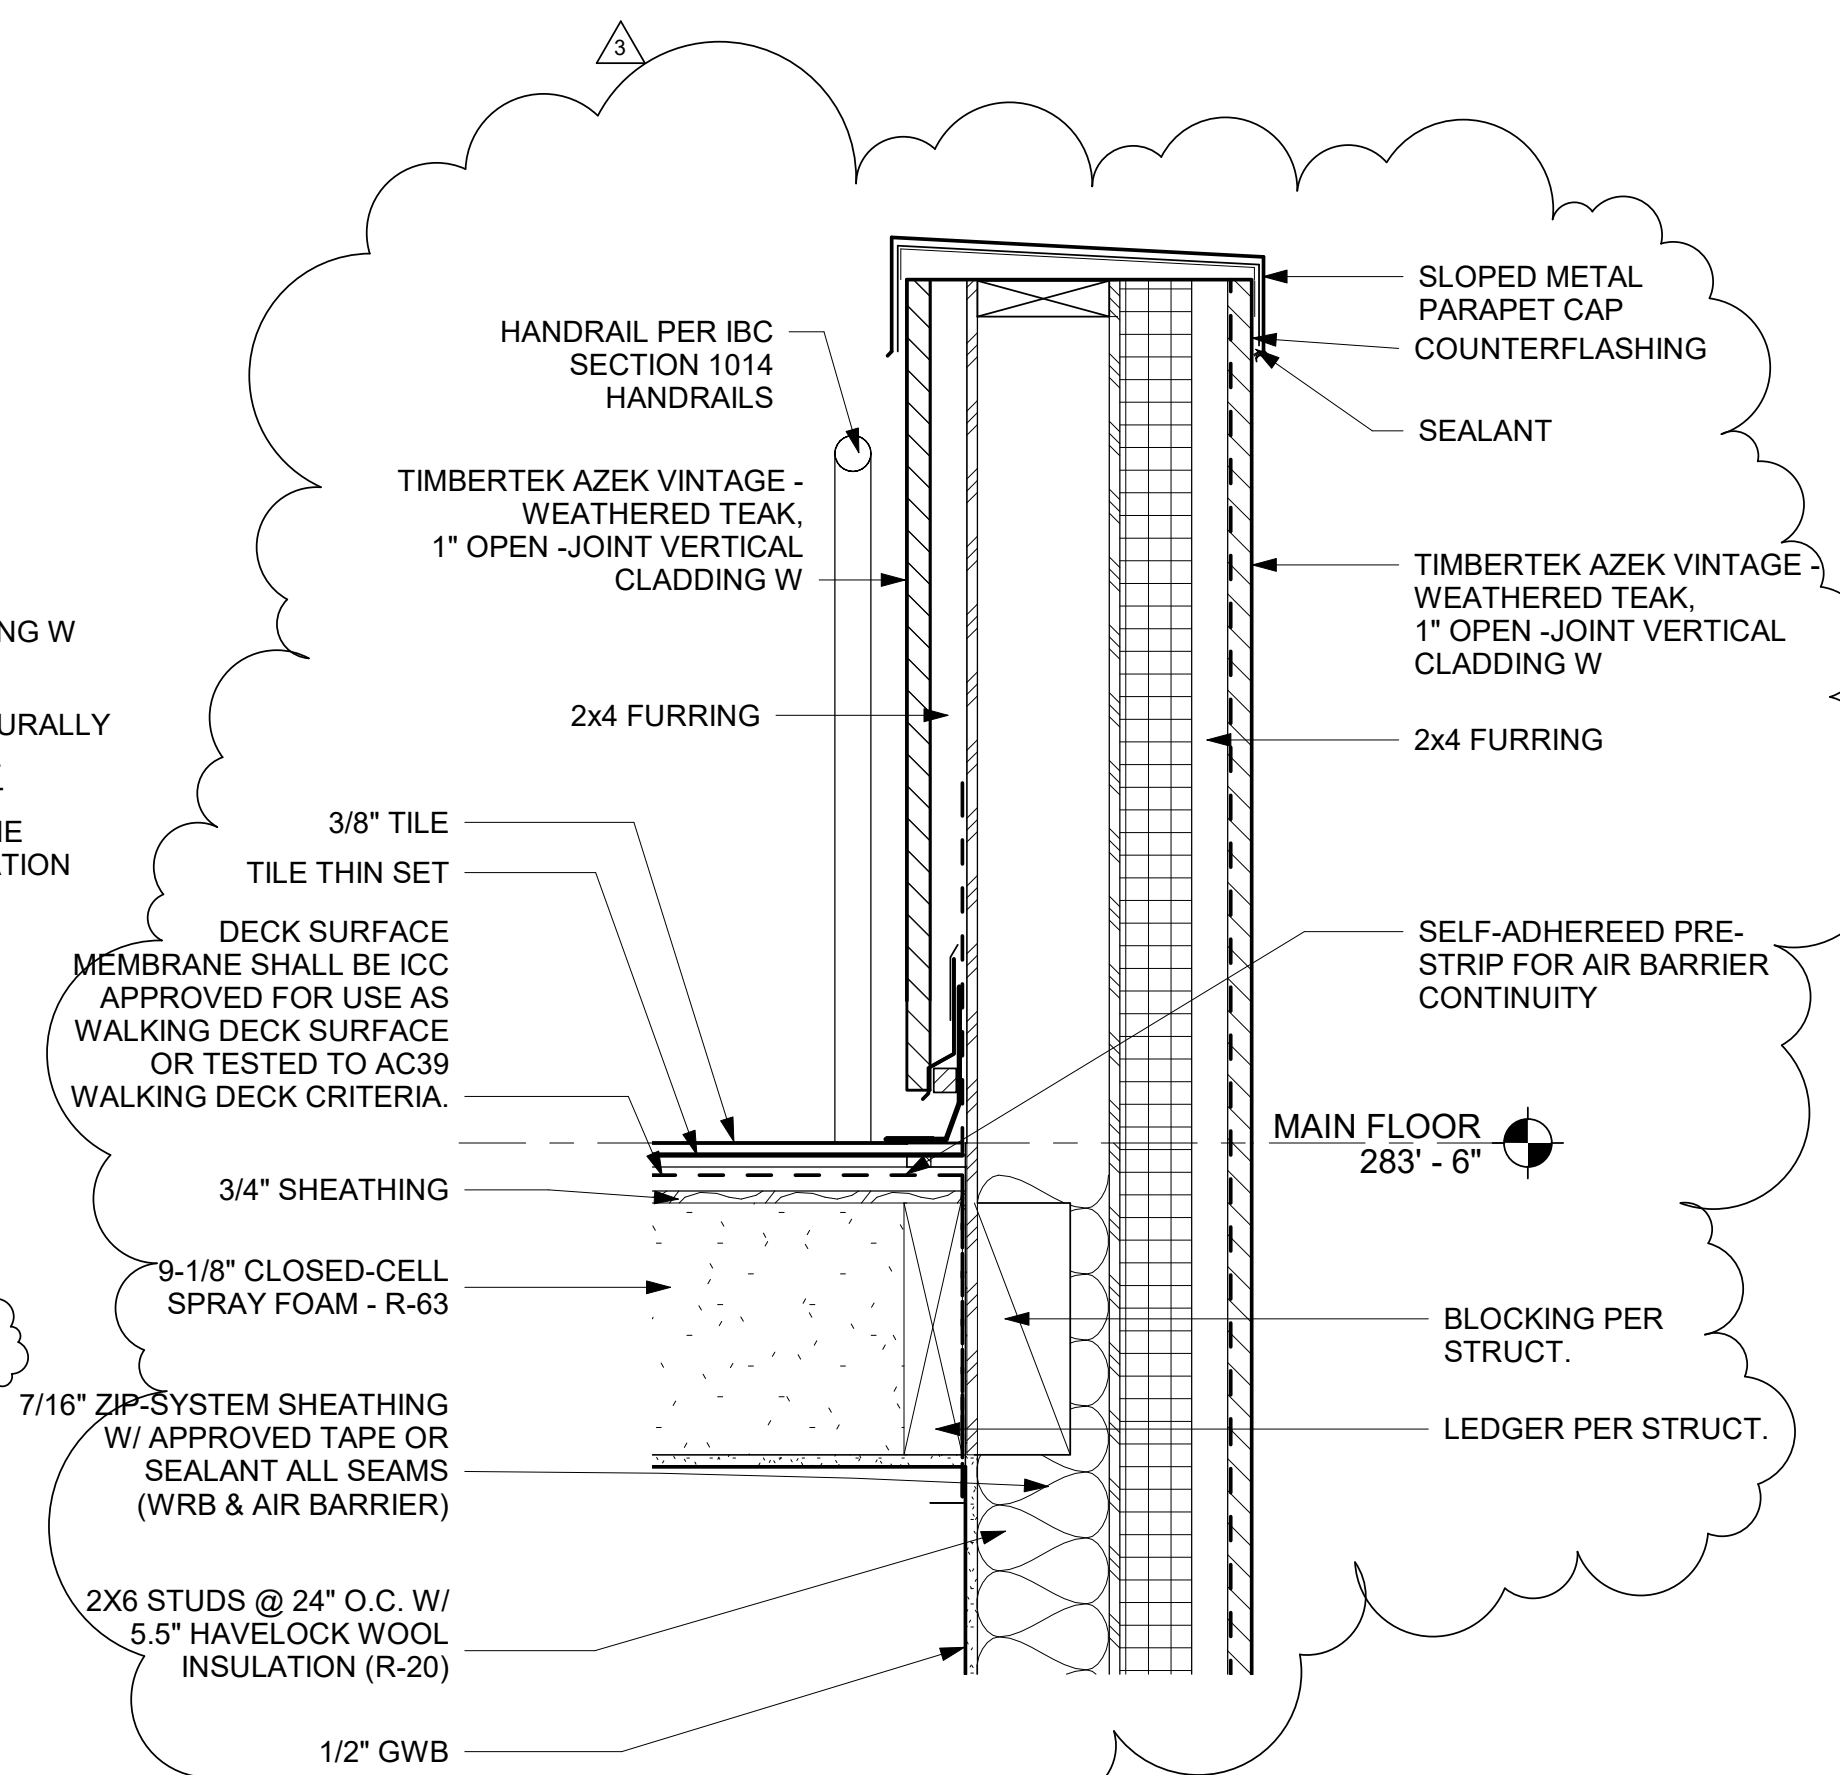 3
HANDRAIL PER IBC
SECTION 1014
HANDRAILS
TIMBERTEK AZEK VINTAGE -
WEATHERED TEAK,
1" OPEN -JOINT VERTICAL
CLADDING W
2x4 FURRING
3/8" TILE
TILE THIN SET
DECK SURFACE
MEMBRANE SHALL BE ICC
APPROVED FOR USE AS
WALKING DECK SURFACE
OR TESTED TO AC39
WALKING DECK CRITERIA.
3/4" SHEATHING
9-1/8" CLOSED-CELL
SPRAY FOAM - R-63
7/16" ZIP-SYSTEM SHEATHING
W/ APPROVED TAPE OR
SEALANT ALL SEAMS
(WRB & AIR BARRIER)
2X6 STUDS @ 24" O.C. W/
5.5" HAVELOCK WOOL
INSULATION (R-20)
1/2" GWB
SLOPED METAL
PARAPET CAP
COUNTERFLASHING
SEALANT
TIMBERTEK AZEK VINTAGE -
WEATHERED TEAK,
1" OPEN -JOINT VERTICAL
CLADDING W
2x4 FURRING
SELF-ADHEREED PRE-
STRIP FOR AIR BARRIER
CONTINUITY
MAIN FLOOR
283' - 6"
BLOCKING PER
STRUCT.
LEDGER PER STRUCT.
NG W
URALLY